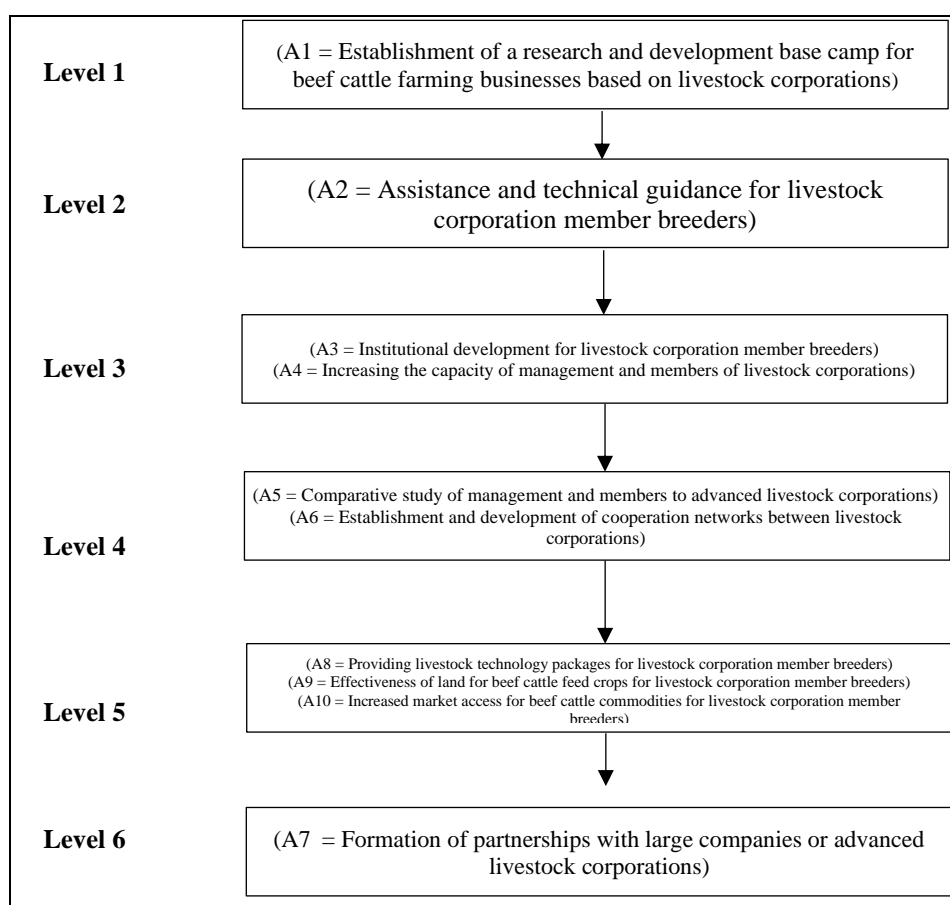 Level 1
(A1 = Establishment of a research and development base camp for
beef cattle farming businesses based on livestock corporations)
Level 2
(A2 = Assistance and technical guidance for livestock
corporation member breeders)
Level 3
(A3 = Institutional development for livestock corporation member breeders)
(A4 = Increasing the capacity of management and members of livestock corporations)
Level 4
(A5 = Comparative study of management and members to advanced livestock corporations)
(A6 = Establishment and development of cooperation networks between livestock
corporations)
Level 5
(A8 = Providing livestock technology packages for livestock corporation member breeders)
(A9 = Effectiveness of land for beef cattle feed crops for livestock corporation member breeders)
(A10 = Increased market access for beef cattle commodities for livestock corporation member
breeders)
Level 6
(A7 = Formation of partnerships with large companies or advanced
livestock corporations)